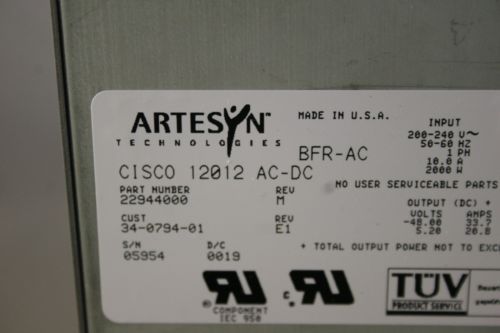 ARTESYN
TECHNOLOGIES
MADE IN U.S.A.
BFR-AC
INPUT
200-240 V~
50-60 HZ
1 PH
10.0 A
2000 W
CISCO 12012 AC-DC
NO USER SERVICEABLE PARTS
PART NUMBER REV
22944000 M
OUTPUT (DC) +
VOLTS AMPS
-48.00 33.7
5.20 20.8
CUST REV
34-0794-01 E1
+ TOTAL OUTPUT POWER NOT TO EXC
S/N D/C
05954 0019
COMPONENT
IEC 950
TÜV
PRODUCT SERVICE